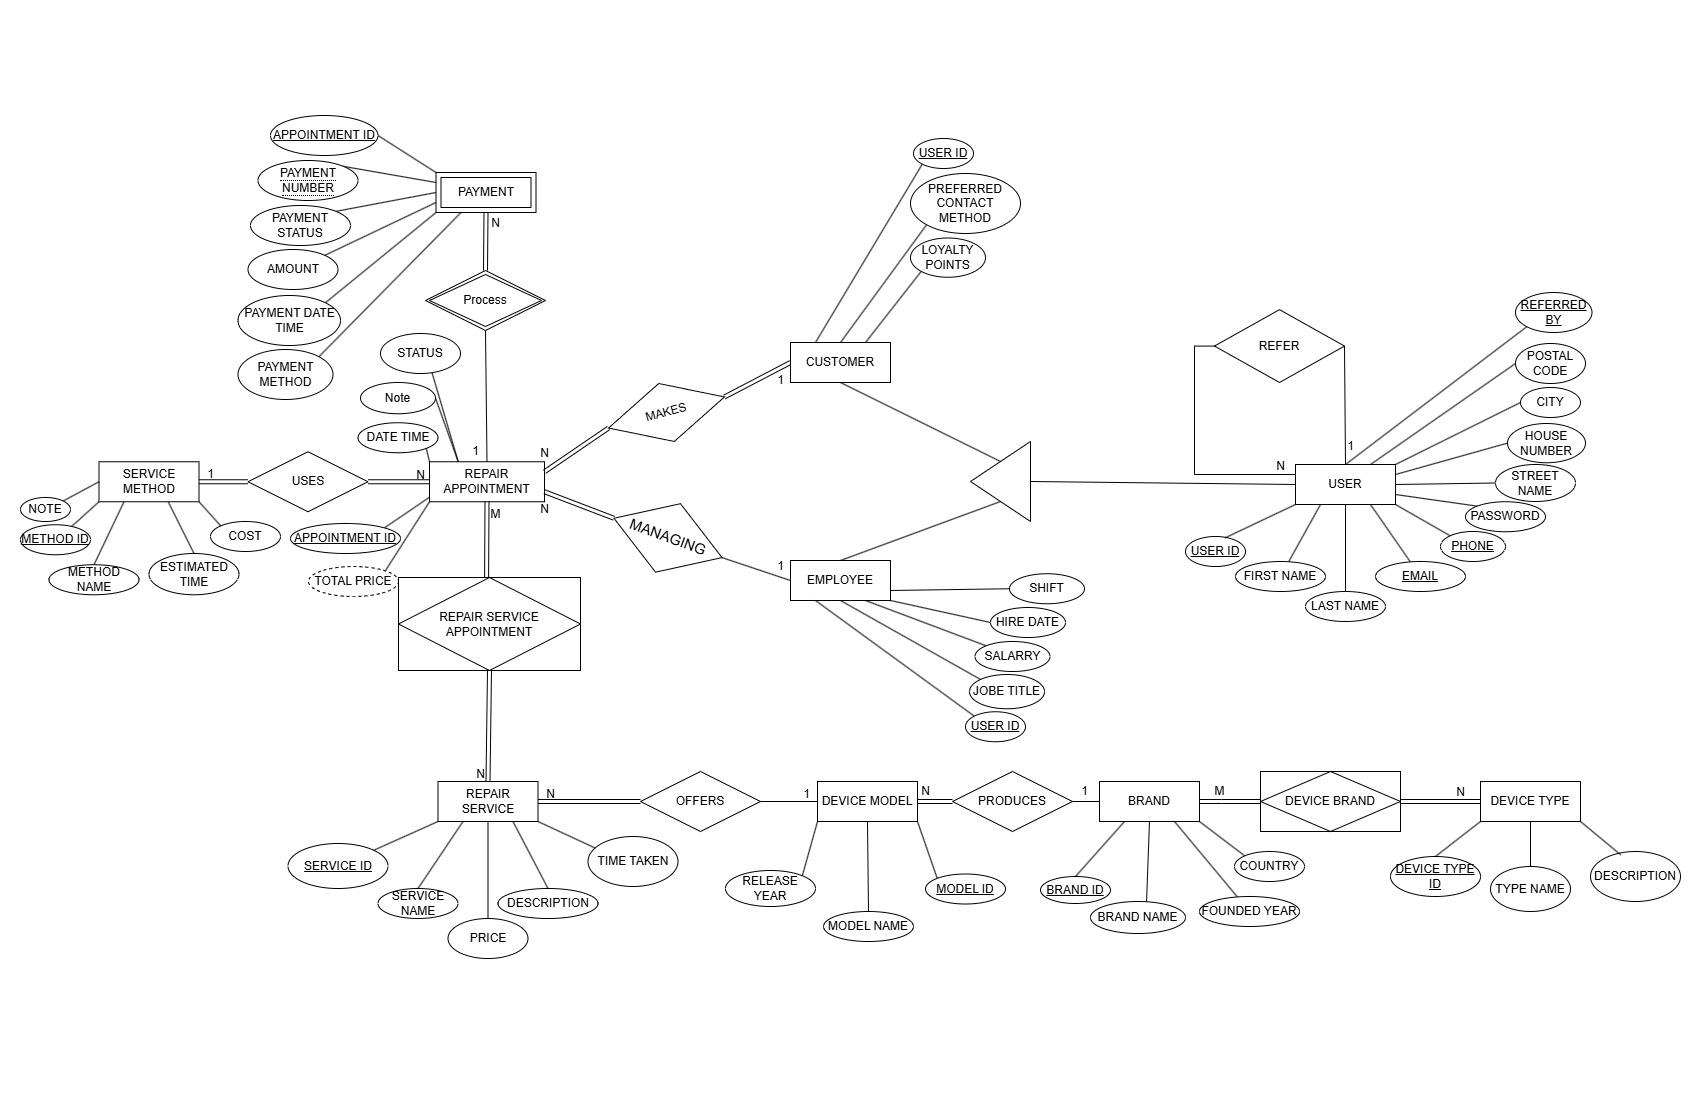 APPOINTMENT ID
PAYMENT
NUMBER
PAYMENT
STATUS
AMOUNT
PAYMENT DATE
TIME
PAYMENT
METHOD
PAYMENT
N
Process
1
STATUS
Note
DATE TIME
REPAIR
APPOINTMENT
APPOINTMENT ID
TOTAL PRICE
SERVICE
METHOD
1
USES
N
NOTE
METHOD ID
METHOD
NAME
ESTIMATED
TIME
COST
N
MAKES
1
CUSTOMER
USER ID
PREFERRED
CONTACT
METHOD
LOYALTY
POINTS
N
MANAGING
1
EMPLOYEE
SHIFT
HIRE DATE
SALARRY
JOBE TITLE
USER ID
REFER
1
N
USER
REFERRED
BY
POSTAL
CODE
CITY
HOUSE
NUMBER
STREET
NAME
PASSWORD
PHONE
EMAIL
LAST NAME
FIRST NAME
USER ID
M
REPAIR SERVICE
APPOINTMENT
N
REPAIR
SERVICE
SERVICE ID
SERVICE
NAME
PRICE
DESCRIPTION
TIME TAKEN
N
OFFERS
1
DEVICE MODEL
RELEASE
YEAR
MODEL NAME
MODEL ID
N
PRODUCES
1
BRAND
BRAND ID
BRAND NAME
FOUNDED YEAR
COUNTRY
M
DEVICE BRAND
N
DEVICE TYPE
DEVICE TYPE
ID
TYPE NAME
DESCRIPTION